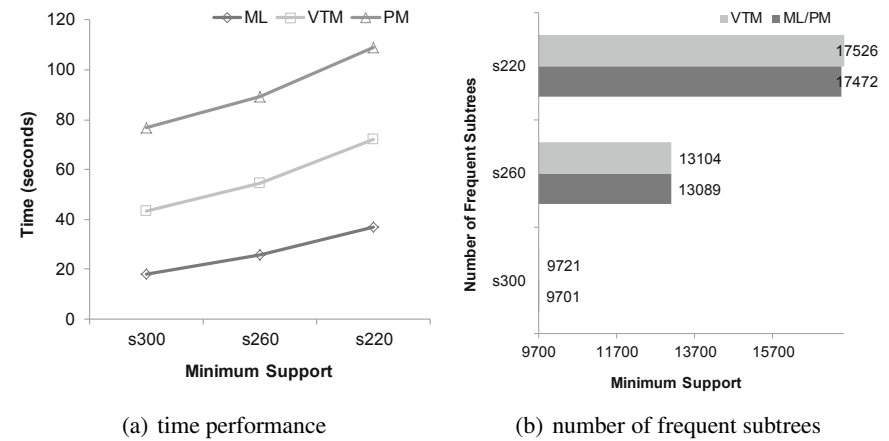 ML VTM PM
120
100
80
60
40
20
0
Time (seconds)
s300 s260 s220
Minimum Support
(a) time performance
VTM ML/PM
Number of Frequent Subtrees
s220
17526
17472
s260
13104
13089
s300
9721
9701
9700 11700 13700 15700
Minimum Support
(b) number of frequent subtrees